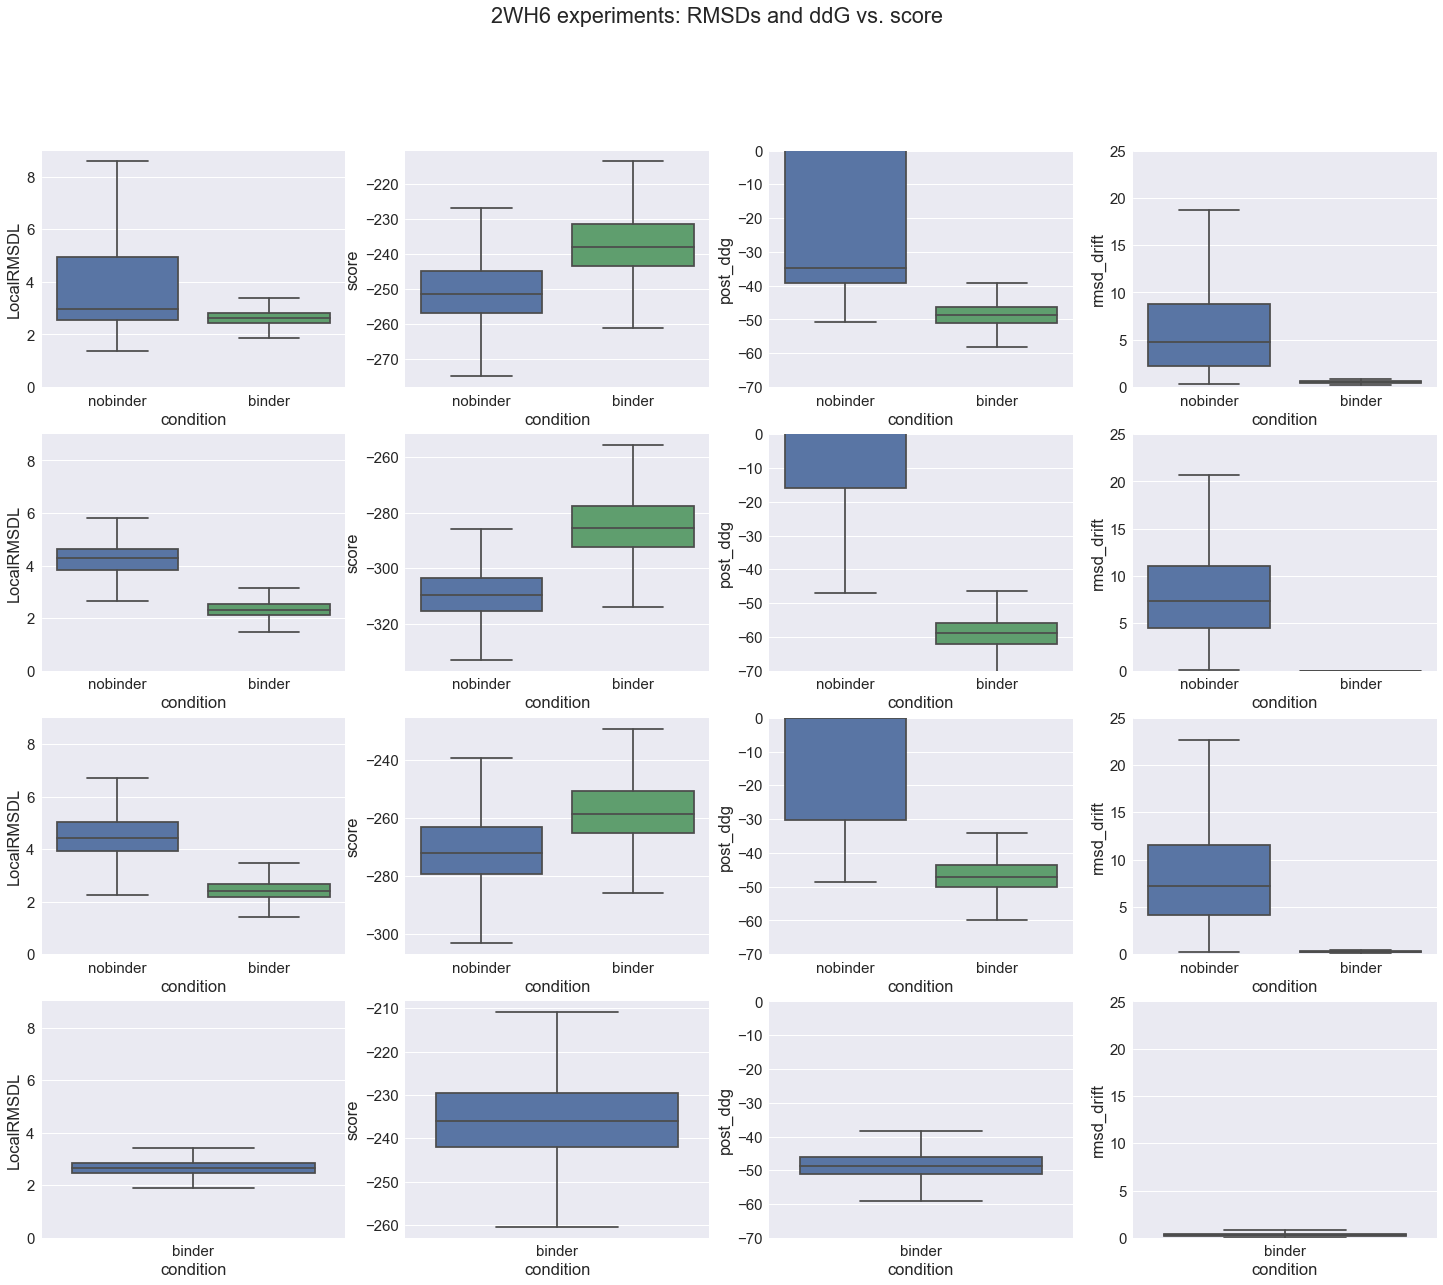 2WH6 experiments: RMSDs and ddG vs. score
LocalRMSDL
8
6
4
2
0
nobinder binder
condition
score
−220
−230
−240
−250
−260
−270
nobinder binder
condition
post_ddg
0
−10
−20
−30
−40
−50
−60
−70
nobinder binder
condition
rmsd_drift
25
20
15
10
5
0
nobinder binder
condition
LocalRMSDL
8
6
4
2
0
nobinder binder
condition
score
−260
−280
−300
−320
nobinder binder
condition
post_ddg
0
−10
−20
−30
−40
−50
−60
−70
nobinder binder
condition
rmsd_drift
25
20
15
10
5
0
nobinder binder
condition
LocalRMSDL
8
6
4
2
0
nobinder binder
condition
score
−240
−260
−280
−300
nobinder binder
condition
post_ddg
0
−10
−20
−30
−40
−50
−60
−70
nobinder binder
condition
rmsd_drift
25
20
15
10
5
0
nobinder binder
condition
LocalRMSDL
8
6
4
2
0
binder
condition
score
−210
−220
−230
−240
−250
−260
binder
condition
post_ddg
0
−10
−20
−30
−40
−50
−60
−70
binder
condition
rmsd_drift
25
20
15
10
5
0
binder
condition